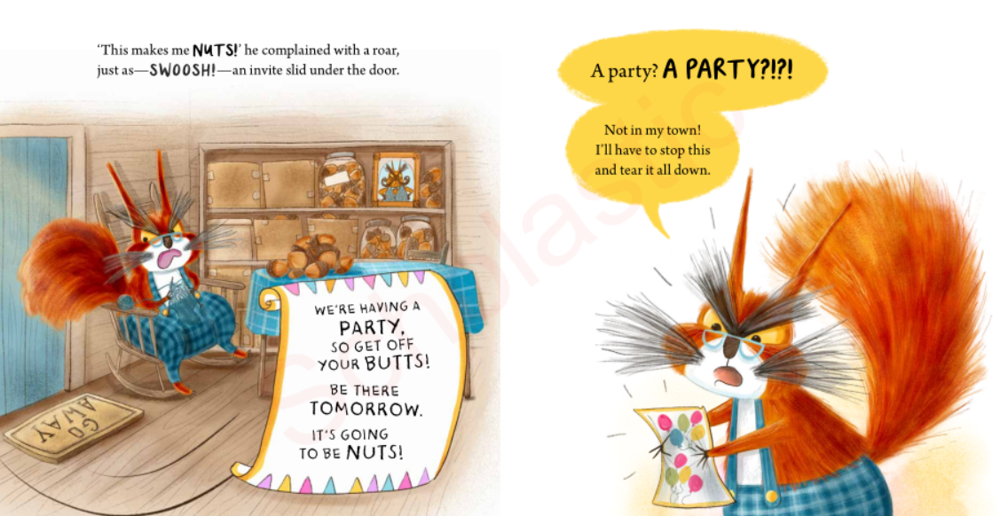 ‘This makes me NUTS!’ he complained with a roar,
just as—SWOOSH!—an invite slid under the door.
GO
AWAY
WE'RE HAVING A
PARTY,
SO GET OFF
YOUR BUTTS!
BE THERE
TOMORROW.
IT'S GOING
TO BE NUTS!
A party? A PARTY?!?!
Not in my town!
I’ll have to stop this
and tear it all down.
Scholastic